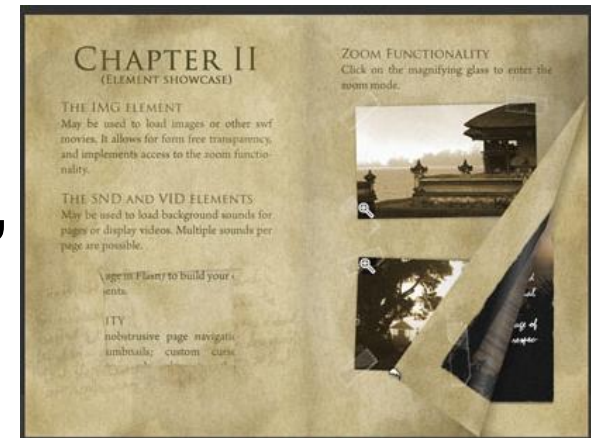 CHAPTER II
(ELEMENT SHOWCASE)
THE IMG ELEMENT
May be used to load images or other swf
movies. It allows for form free transparency,
and implements access to the zoom functio-
nality.
THE SND AND VID ELEMENTS
May be used to load background sounds for
pages or display videos. Multiple sounds per
page are possible.
age in Flash) to build your
ents.
ITY
nobstrusive page navigatio
umbnails; custom curso
ZOOM FUNCTIONALITY
Click on the magnifying glass to enter the
zoom mode.